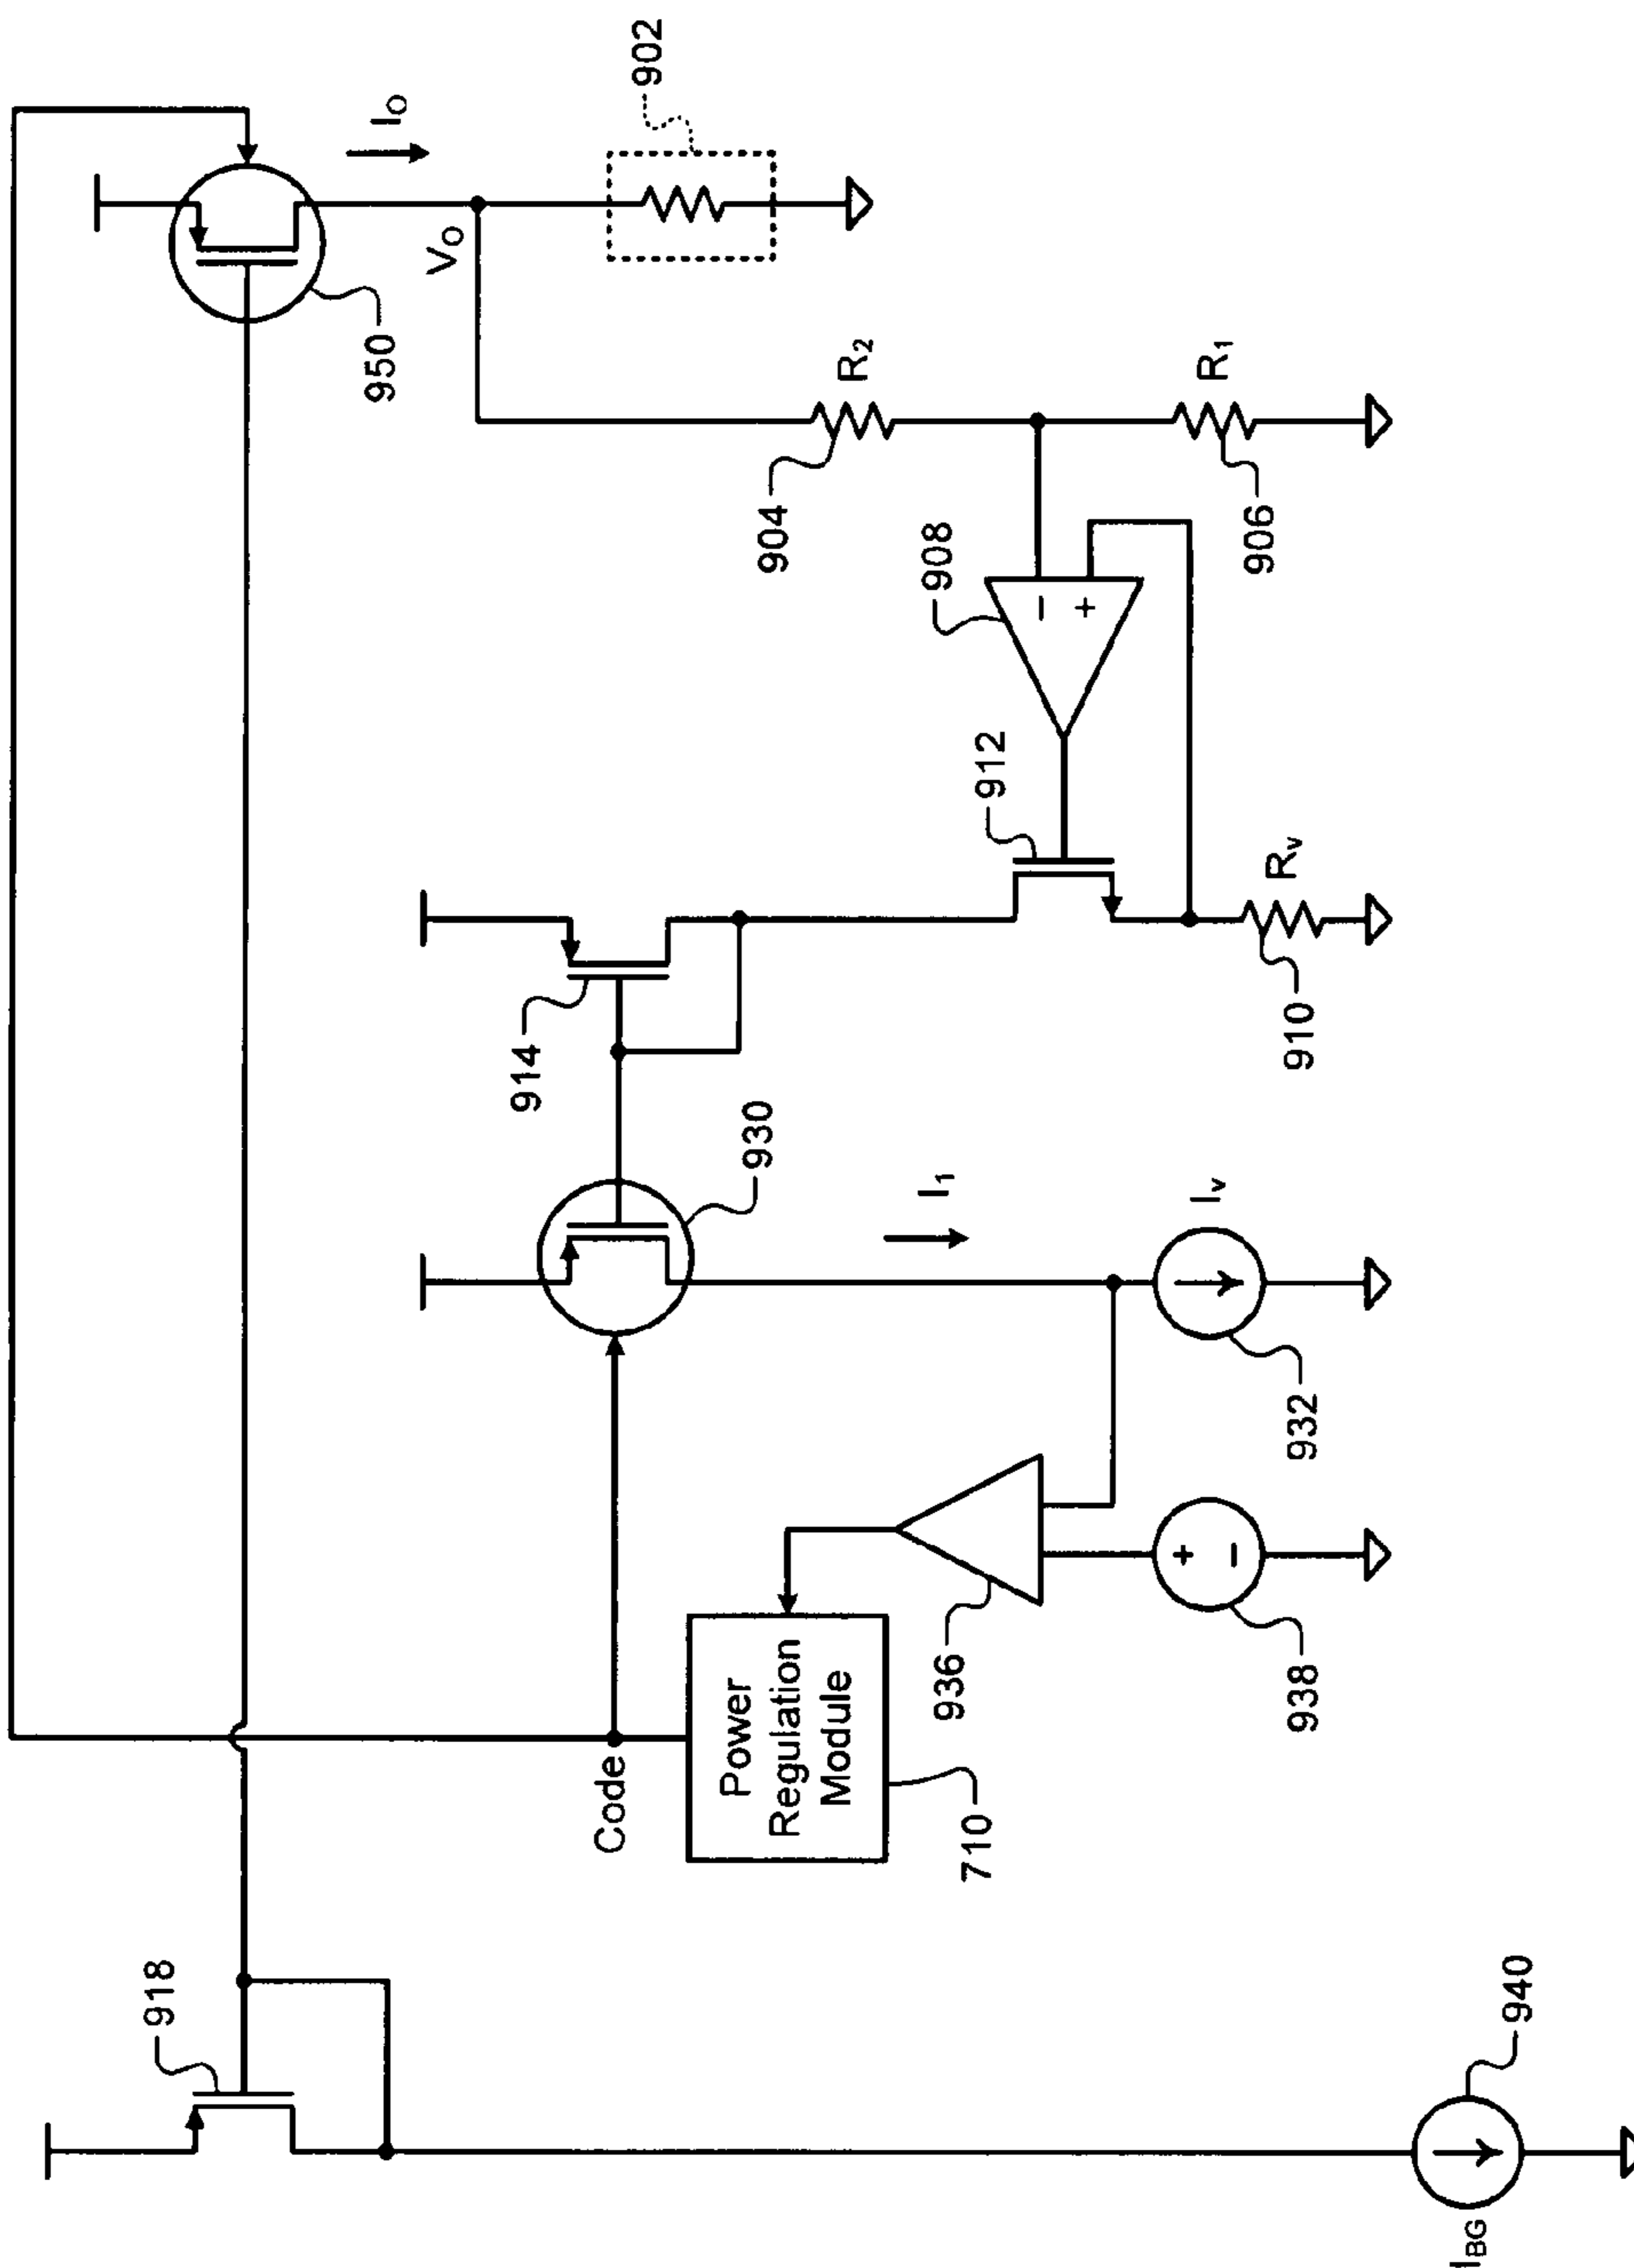 902
I_O
V_O
950
R_2
904
R_1
906
908
−
+
912
R_v
910
914
930
I_1
I_v
932
936
+
−
938
Code
Power
Regulation
Module
710
918
940
I_BG